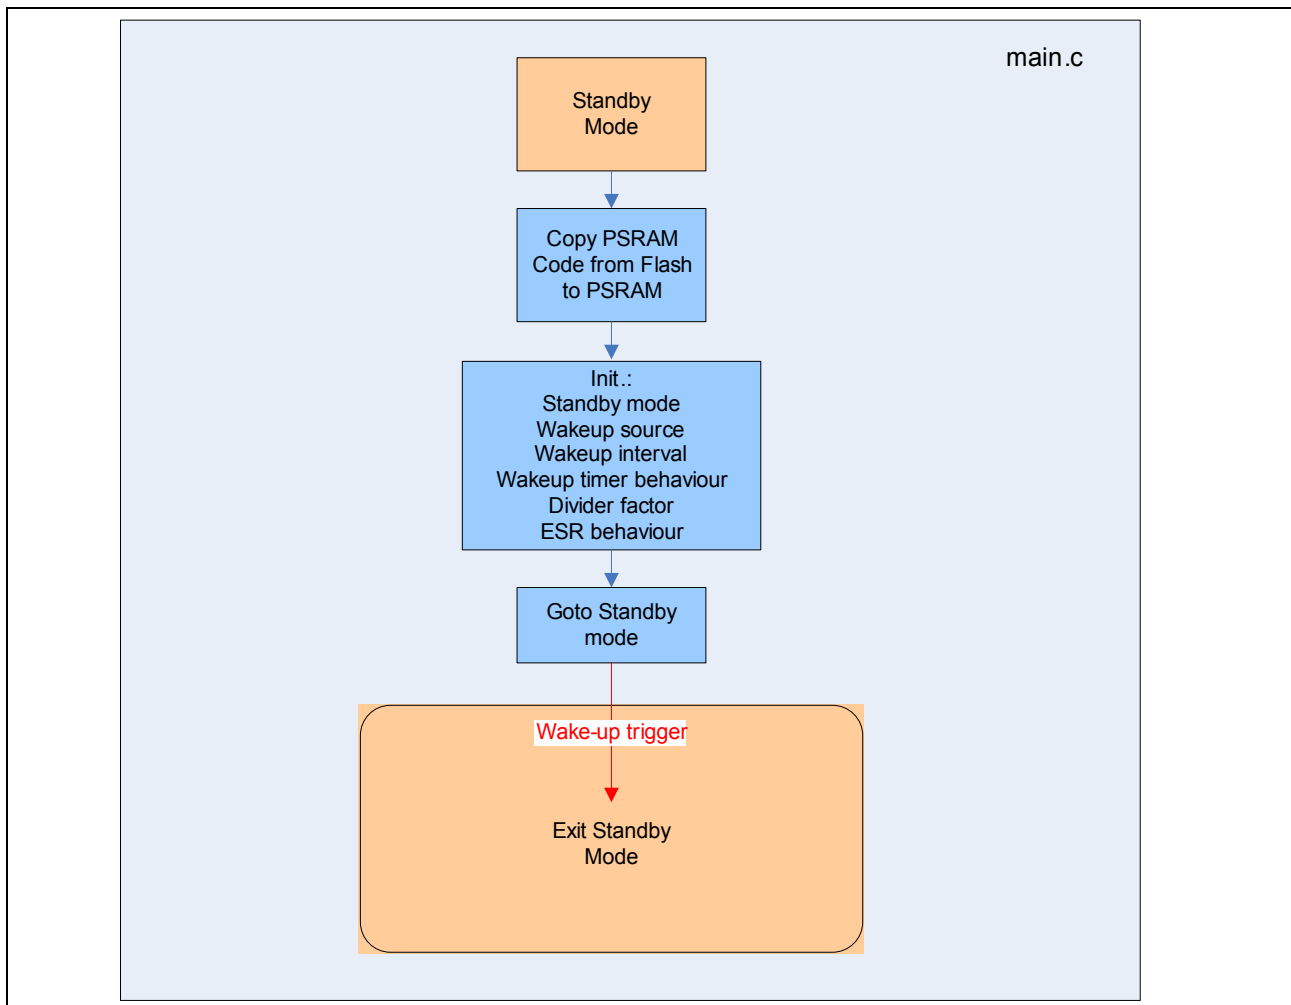 main.c
Standby
Mode
Copy PSRAM
Code from Flash
to PSRAM
Init.:
Standby mode
Wakeup source
Wakeup interval
Wakeup timer behaviour
Divider factor
ESR behaviour
Goto Standby
mode
Wake-up trigger
Exit Standby
Mode